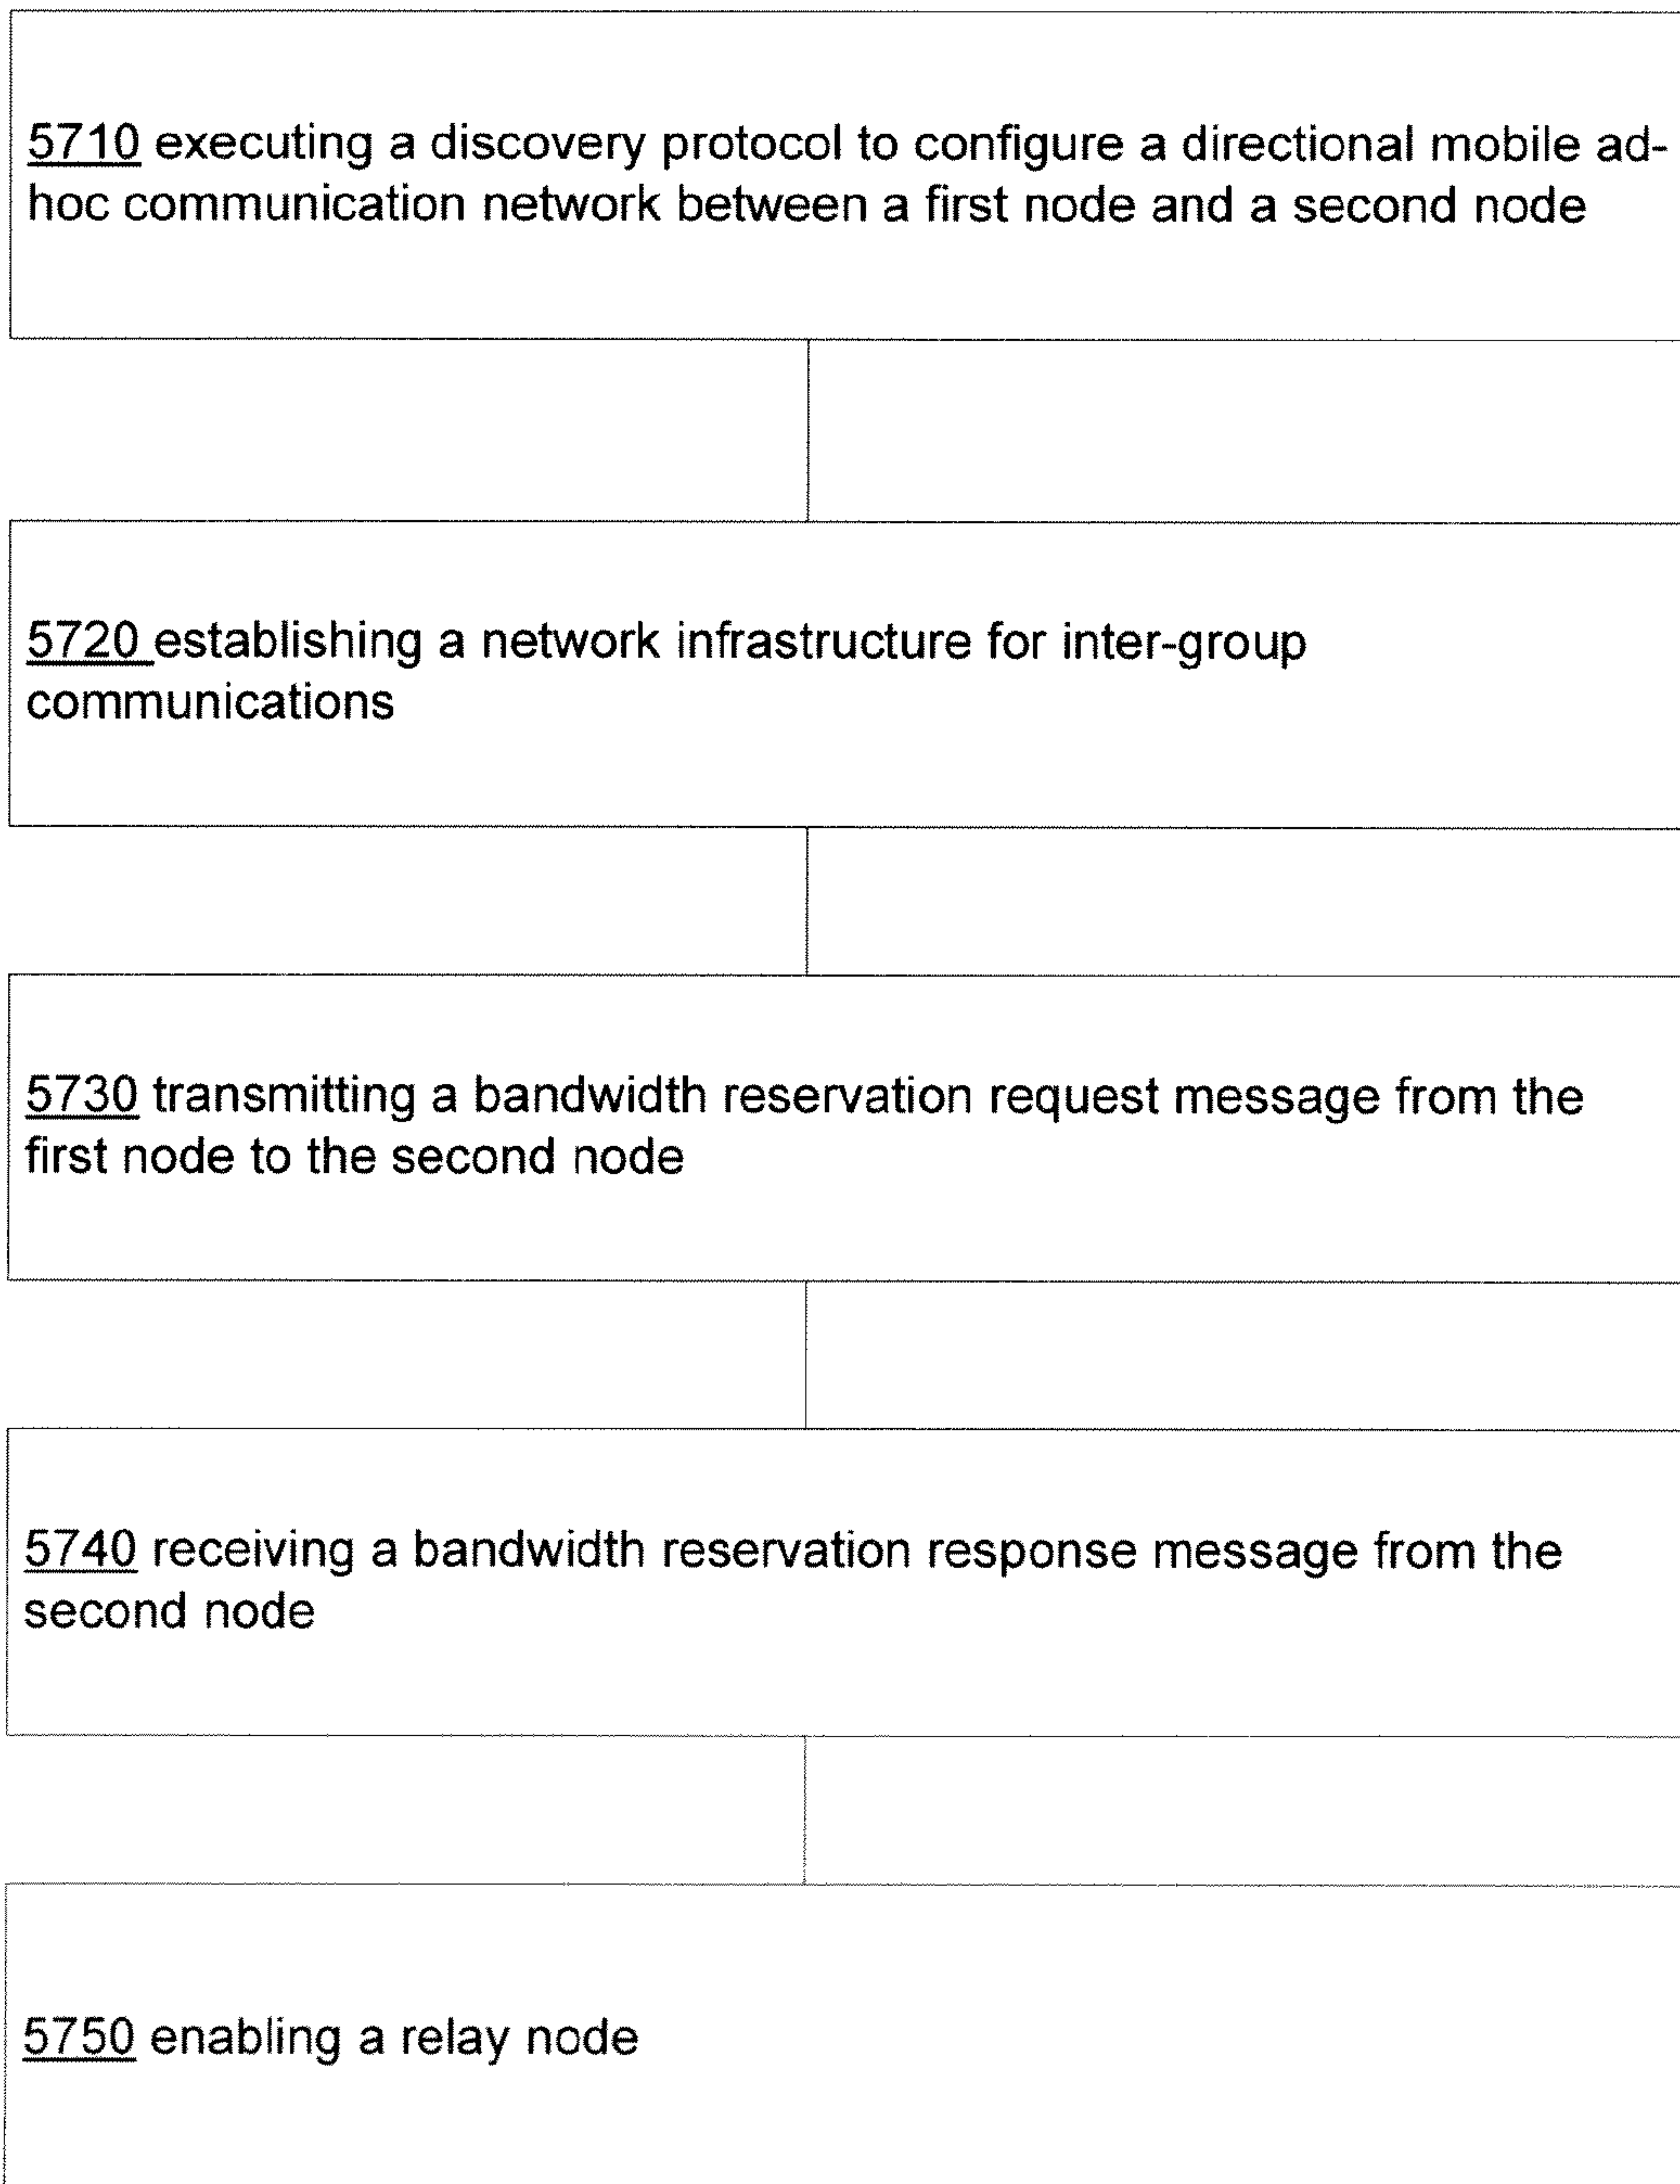 5710 executing a discovery protocol to configure a directional mobile ad-
hoc communication network between a first node and a second node
5720 establishing a network infrastructure for inter-group
communications
5730 transmitting a bandwidth reservation request message from the
first node to the second node
5740 receiving a bandwidth reservation response message from the
second node
5750 enabling a relay node